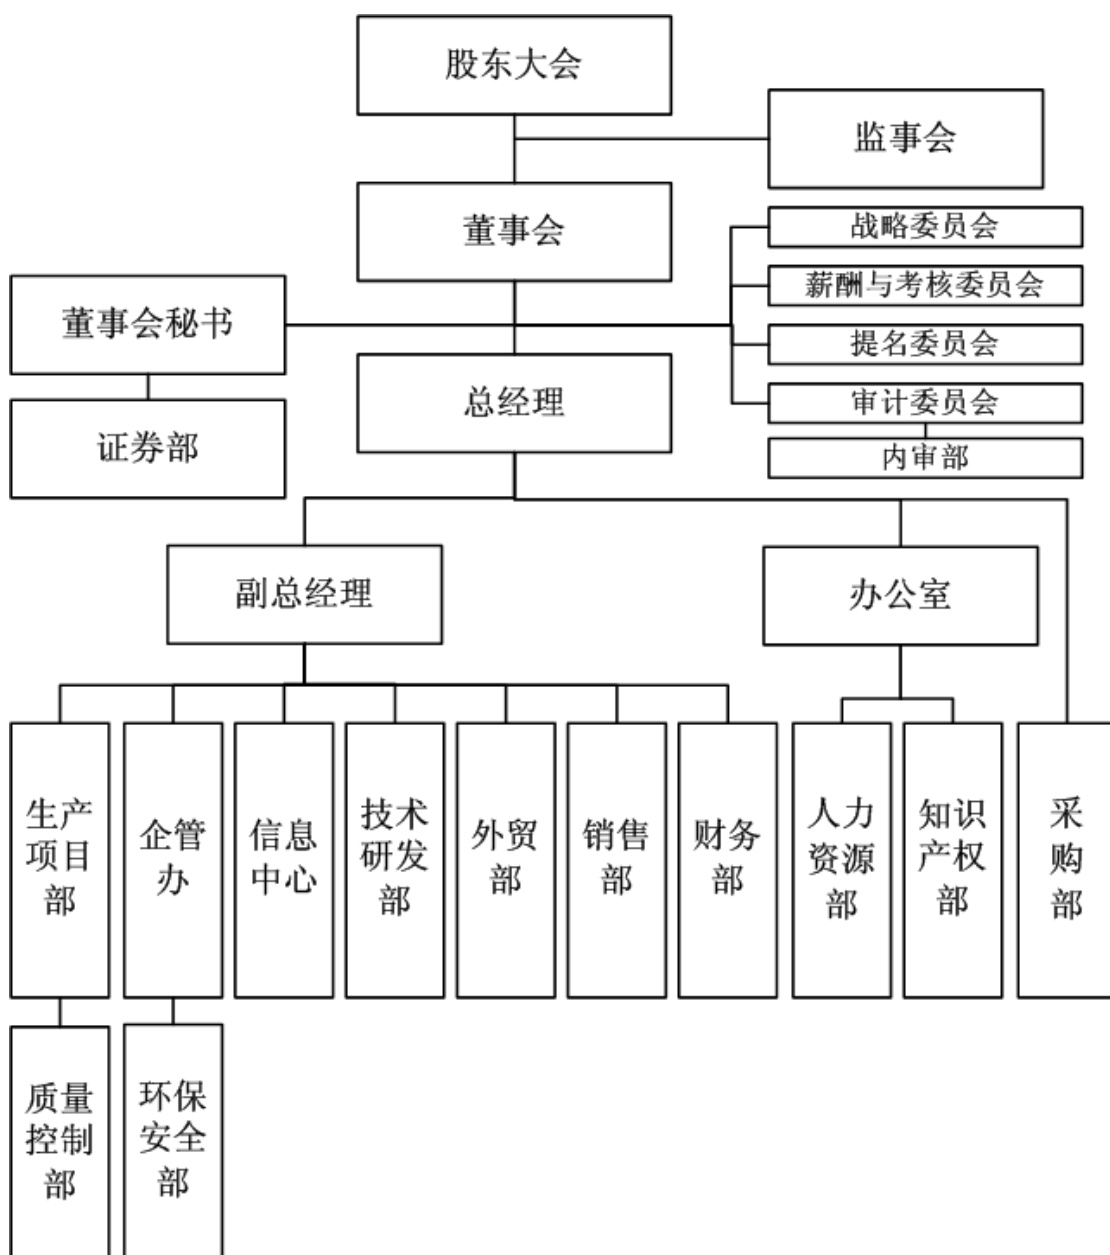 股东大会
监事会
董事会
战略委员会
薪酬与考核委员会
提名委员会
审计委员会
内审部
董事会秘书
证券部
总经理
副总经理
办公室
生产
项目
部
企管
办
信息
中心
技术
研发
部
外贸
部
销售
部
财务
部
人力
资源
部
知识
产权
部
采
购
部
质量
控制
部
环保
安全
部